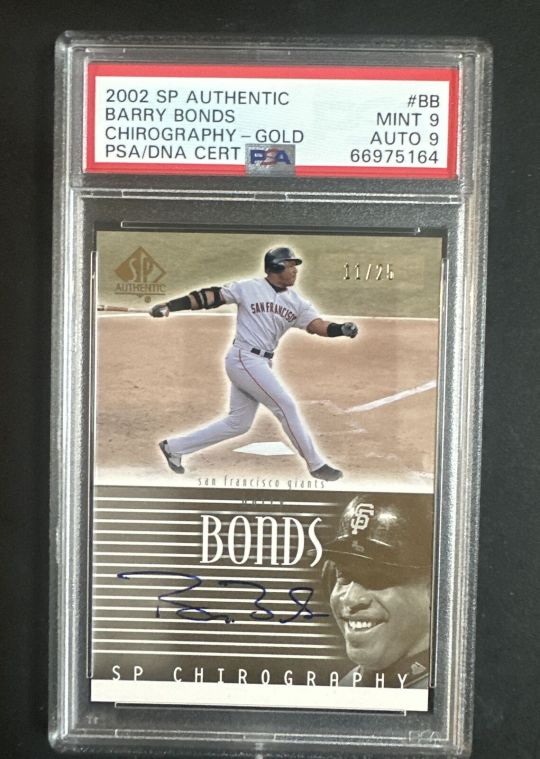 2002 SP AUTHENTIC #BB
BARRY BONDS MINT 9
CHIROGRAPHY – GOLD AUTO 9
PSA/DNA CERT PSA 66975164
SP
AUTHENTIC
11/25
SAN FRANCISCO
san francisco giants
BONDS
SF
SP CHIROGRAPHY